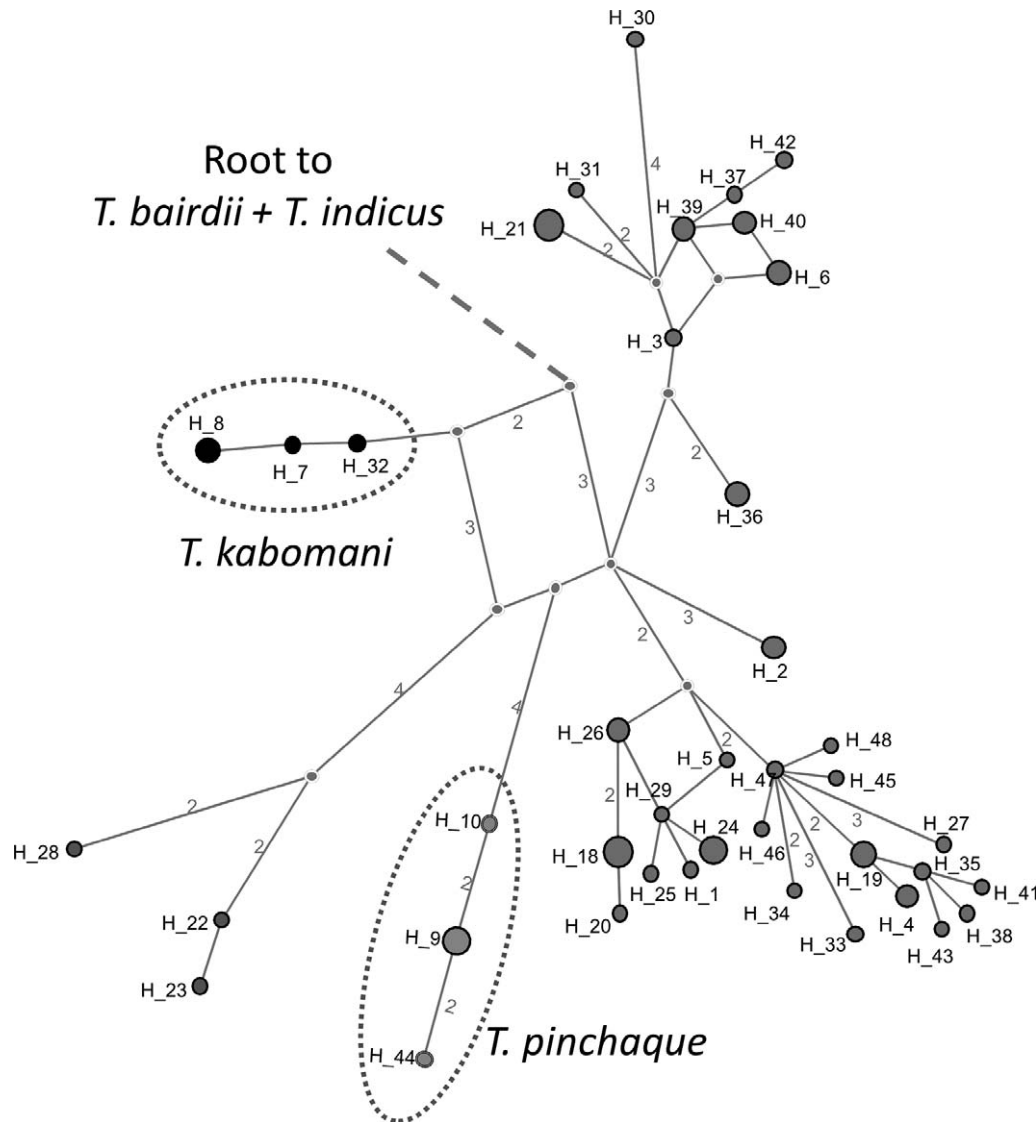 H_30
Root to
T. bairdii + T. indicus
H_42
H_31
4
H_37
H_39
H_40
H_21
2
2
H_6
H_3
H_8
2
H_7
H_32
3
3
2
H_36
T. kabomani
3
2
3
H_2
4
4
H_26
2
H_5
H_47
H_48
H_45
H_29
2
H_24
H_10
2
3
H_27
2
2
3
H_46
H_28
2
H_18
H_19
H_35
H_41
2
H_25
H_1
H_34
H_4
H_38
H_22
H_20
H_33
H_43
H_9
H_23
2
T. pinchaque
H_44